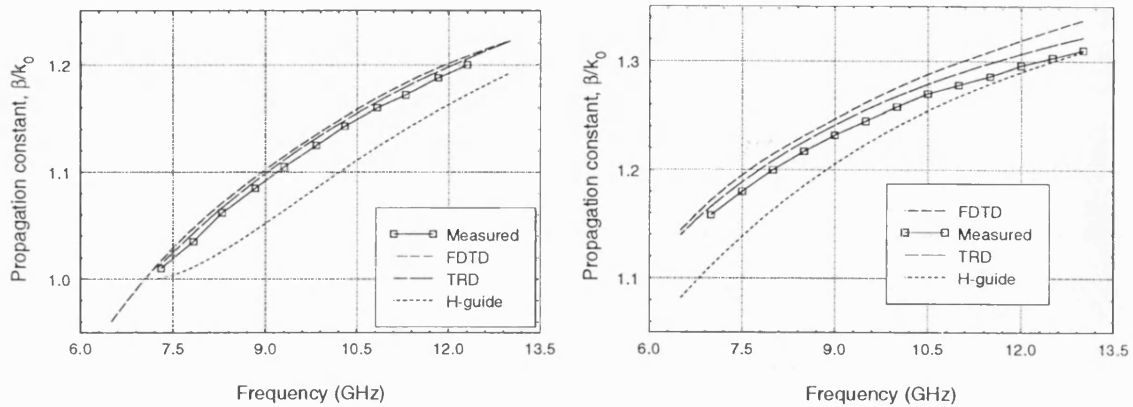 Propagation constant, β/k₀
1.2
1.1
1.0
6.0 7.5 9.0 10.5 12.0 13.5
Frequency (GHz)
Measured
FDTD
TRD
H-guide
Propagation constant, β/k₀
1.3
1.2
1.1
6.0 7.5 9.0 10.5 12.0 13.5
Frequency (GHz)
FDTD
Measured
TRD
H-guide